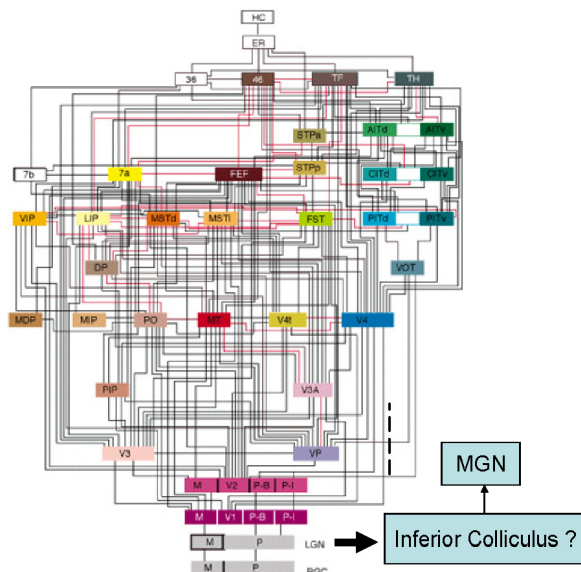 HC
ER
36 46 TF TH
STPa AITd AITv
7b 7a FEF STPp CITd CITv
VIP LIP MSTd MSTl FST PITd PITv
DP VOT
MDP MIP PO MT V4t V4
PIP V3A
V3 VP
MGN
M V2 P-B P-I
M V1 P-B P-I
M P LGN
Inferior Colliculus ?
M P RGC